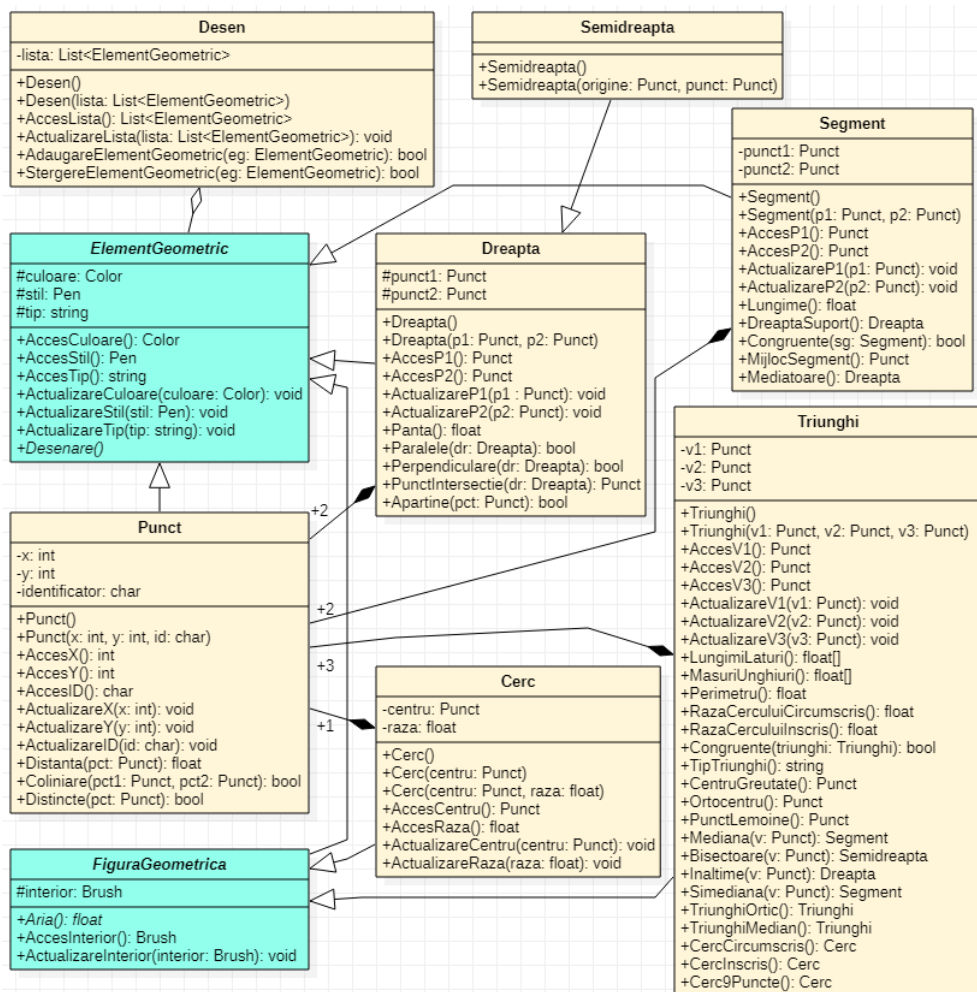 Desen
-lista: List<ElementGeometric>
+Desen()
+Desen(lista: List<ElementGeometric>)
+AccesLista(): List<ElementGeometric>
+ActualizareLista(lista: List<ElementGeometric>): void
+AdaugareElementGeometric(eg: ElementGeometric): bool
+StergereElementGeometric(eg: ElementGeometric): bool
Semidreapta
+Semidreapta()
+Semidreapta(origine: Punct, punct: Punct)
Segment
-punct1: Punct
-punct2: Punct
+Segment()
+Segment(p1: Punct, p2: Punct)
+AccesP1(): Punct
+AccesP2(): Punct
+ActualizareP1(p1: Punct): void
+ActualizareP2(p2: Punct): void
+Lungime(): float
+DreaptaSuport(): Dreapta
+Congruente(sg: Segment): bool
+MijlocSegment(): Punct
+Mediatoare(): Dreapta
ElementGeometric
#culoare: Color
#stil: Pen
#tip: string
+AccesCuloare(): Color
+AccesStil(): Pen
+AccesTip(): string
+ActualizareCuloare(culoare: Color): void
+ActualizareStil(stil: Pen): void
+ActualizareTip(tip: string): void
+Desenare()
Dreapta
#punct1: Punct
#punct2: Punct
+Dreapta()
+Dreapta(p1: Punct, p2: Punct)
+AccesP1(): Punct
+AccesP2(): Punct
+ActualizareP1(p1 : Punct): void
+ActualizareP2(p2: Punct): void
+Panta(): float
+Paralele(dr: Dreapta): bool
+Perpendiculare(dr: Dreapta): bool
+PunctIntersectie(dr: Dreapta): Punct
+Apartine(pct: Punct): bool
Triunghi
-v1: Punct
-v2: Punct
-v3: Punct
+Triunghi()
+Triunghi(v1: Punct, v2: Punct, v3: Punct)
+AccesV1(): Punct
+AccesV2(): Punct
+AccesV3(): Punct
+ActualizareV1(v1: Punct): void
+ActualizareV2(v2: Punct): void
+ActualizareV3(v3: Punct): void
+LungimiLaturi(): float[]
+MasuriUnghiuri(): float[]
+Perimetru(): float
+RazaCerculuiCircumscris(): float
+RazaCerculuiInscris(): float
+Congruente(triunghi: Triunghi): bool
+TipTriunghi(): string
+CentruGreutate(): Punct
+Ortocentru(): Punct
+PunctLemoine(): Punct
+Mediana(v: Punct): Segment
+Bisectoare(v: Punct): Semidreapta
+Inaltime(v: Punct): Dreapta
+Simediana(v: Punct): Segment
+TriunghiOrtic(): Triunghi
+TriunghiMedian(): Triunghi
+CercCircumscris(): Cerc
+CercInscris(): Cerc
+Cerc9Puncte(): Cerc
Punct
-x: int
-y: int
-identificator: char
+Punct()
+Punct(x: int, y: int, id: char)
+AccesX(): int
+AccesY(): int
+AccesID(): char
+ActualizareX(x: int): void
+ActualizareY(y: int): void
+ActualizareID(id: char): void
+Distanta(pct: Punct): float
+Coliniare(pct1: Punct, pct2: Punct): bool
+Distincte(pct: Punct): bool
+2
+2
+3
+1
Cerc
-centru: Punct
-raza: float
+Cerc()
+Cerc(centru: Punct)
+Cerc(centru: Punct, raza: float)
+AccesCentru(): Punct
+AccesRaza(): float
+ActualizareCentru(centru: Punct): void
+ActualizareRaza(raza: float): void
FiguraGeometrica
#interior: Brush
+Aria(): float
+AccesInterior(): Brush
+ActualizareInterior(interior: Brush): void